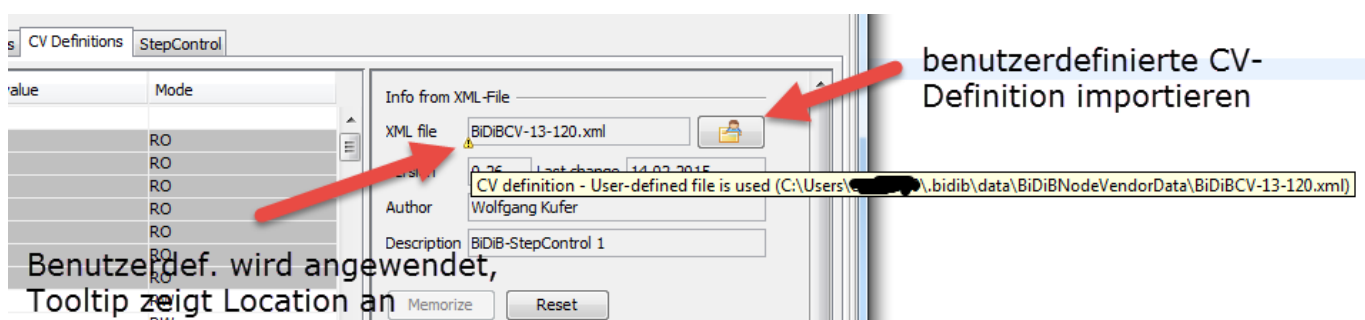 s CV Definitions StepControl
value Mode
RO
RO
RO
RO
RO
RO
RO
Info from XML-File
XML file BiDiBCV-13-120.xml
Version 0.26 Last change 14.02.2015
CV definition - User-defined file is used (C:\Users\ \.bidib\data\BiDiBNodeVendorData\BiDiBCV-13-120.xml)
Author Wolfgang Kufer
Description BiDiB-StepControl 1
Memorize Reset
benutzerdefinierte CV-
Definition importieren
Benutzerdef. wird angewendet,
Tooltip zeigt Location an